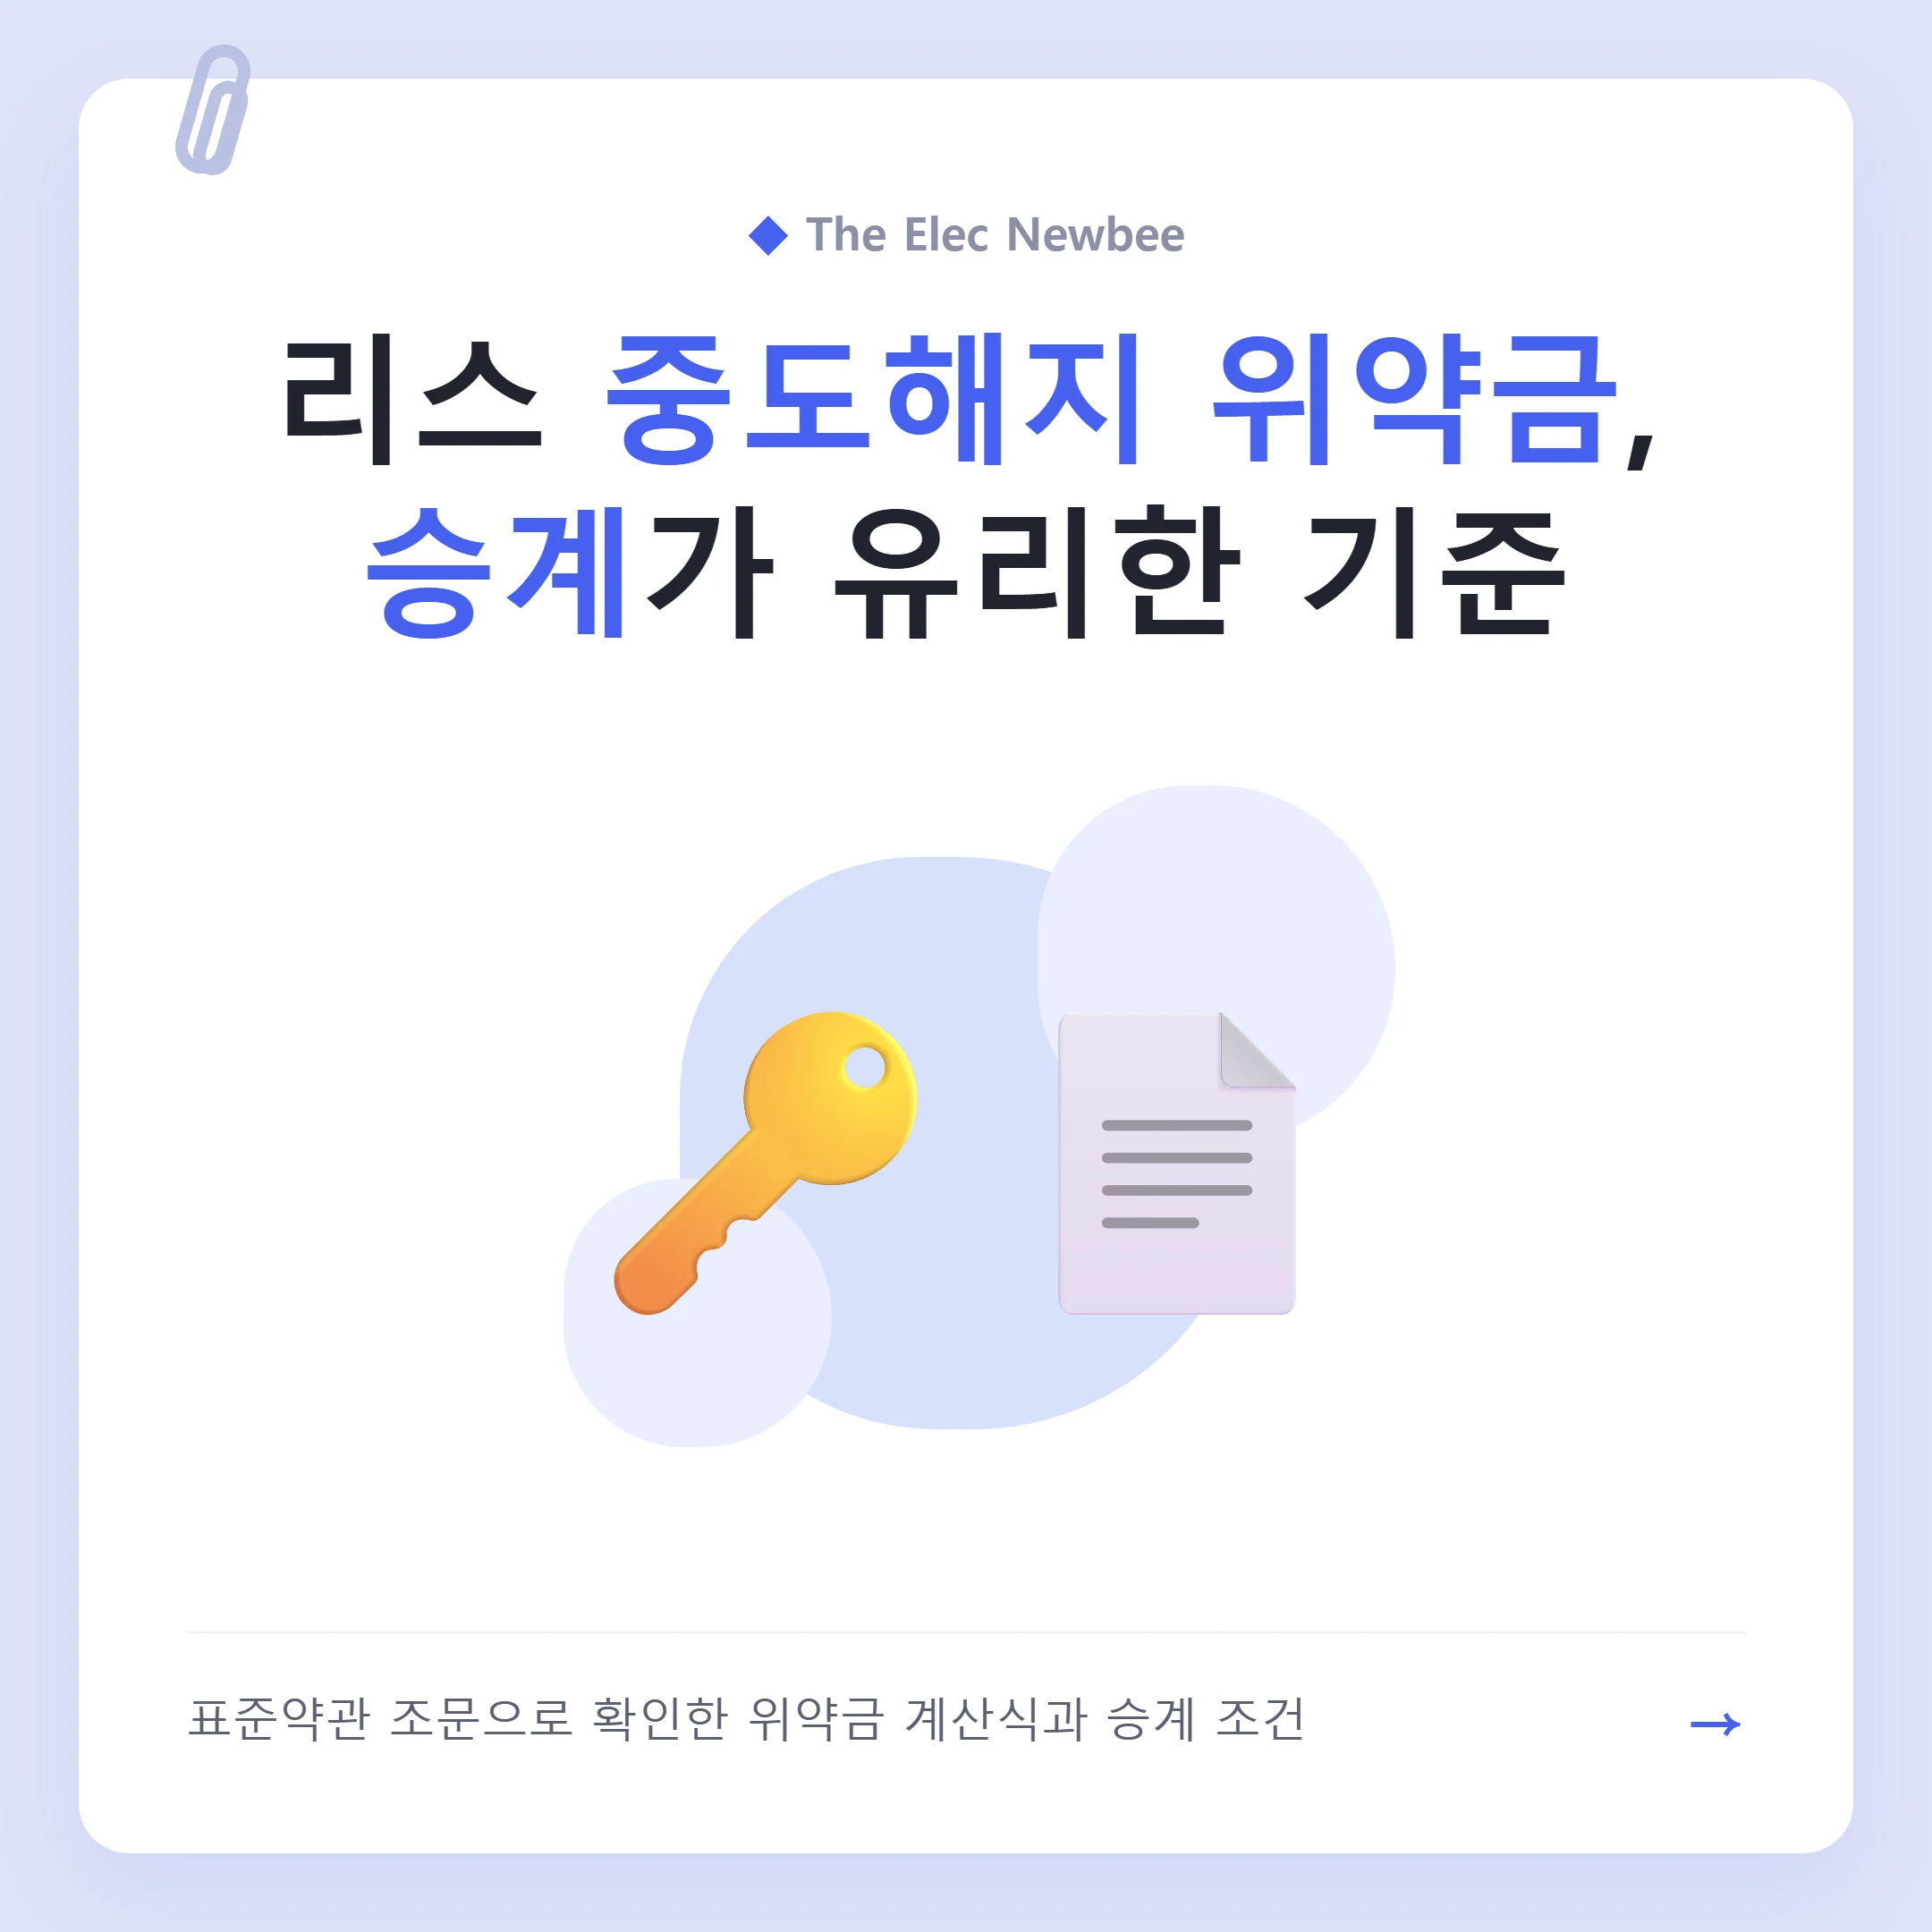 The Elec Newbee
리스 중도해지 위약금,
승계가 유리한 기준
표준약관 조문으로 확인한 위약금 계산식과 승계 조건 →